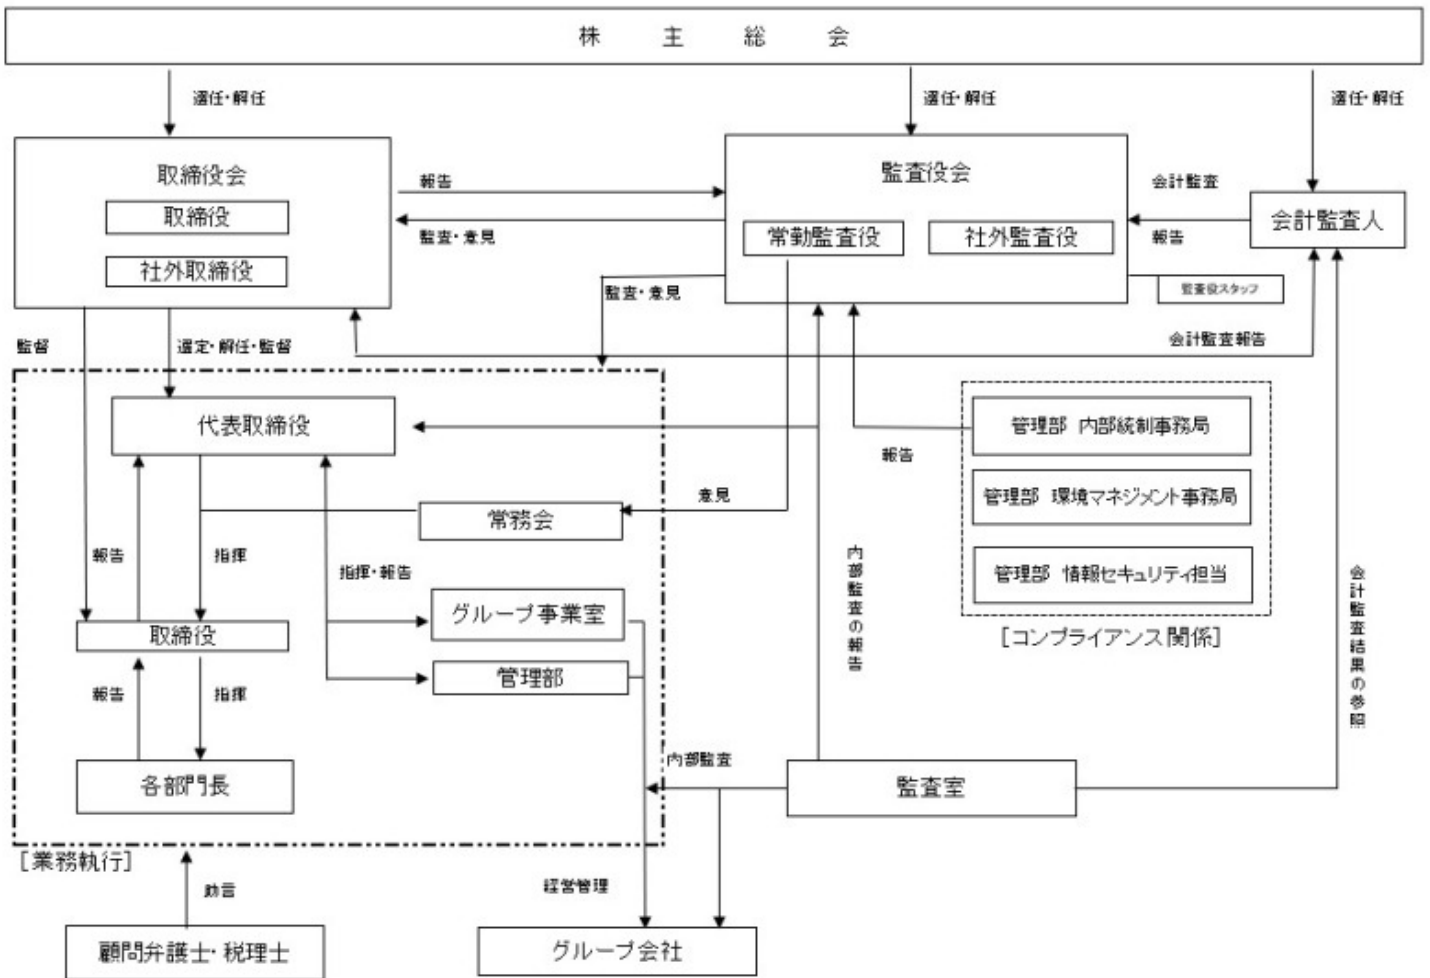 株主総会
選任・解任
選任・解任
選任・解任
取締役会
取締役
社外取締役
報告
監査・意見
監査役会
常勤監査役
社外監査役
会計監査
報告
会計監査人
監査役スタッフ
監査・意見
会計監査報告
監督
選定・解任・監督
代表取締役
常務会
意見
報告
指揮
指揮・報告
グループ事業室
取締役
管理部
報告
指揮
各部門長
[業務執行]
助言
顧問弁護士・税理士
報告
管理部 内部統制事務局
管理部 環境マネジメント事務局
管理部 情報セキュリティ担当
[コンプライアンス関係]
内部監査の報告
会計監査結果の参照
内部監査
監査室
経営管理
グループ会社